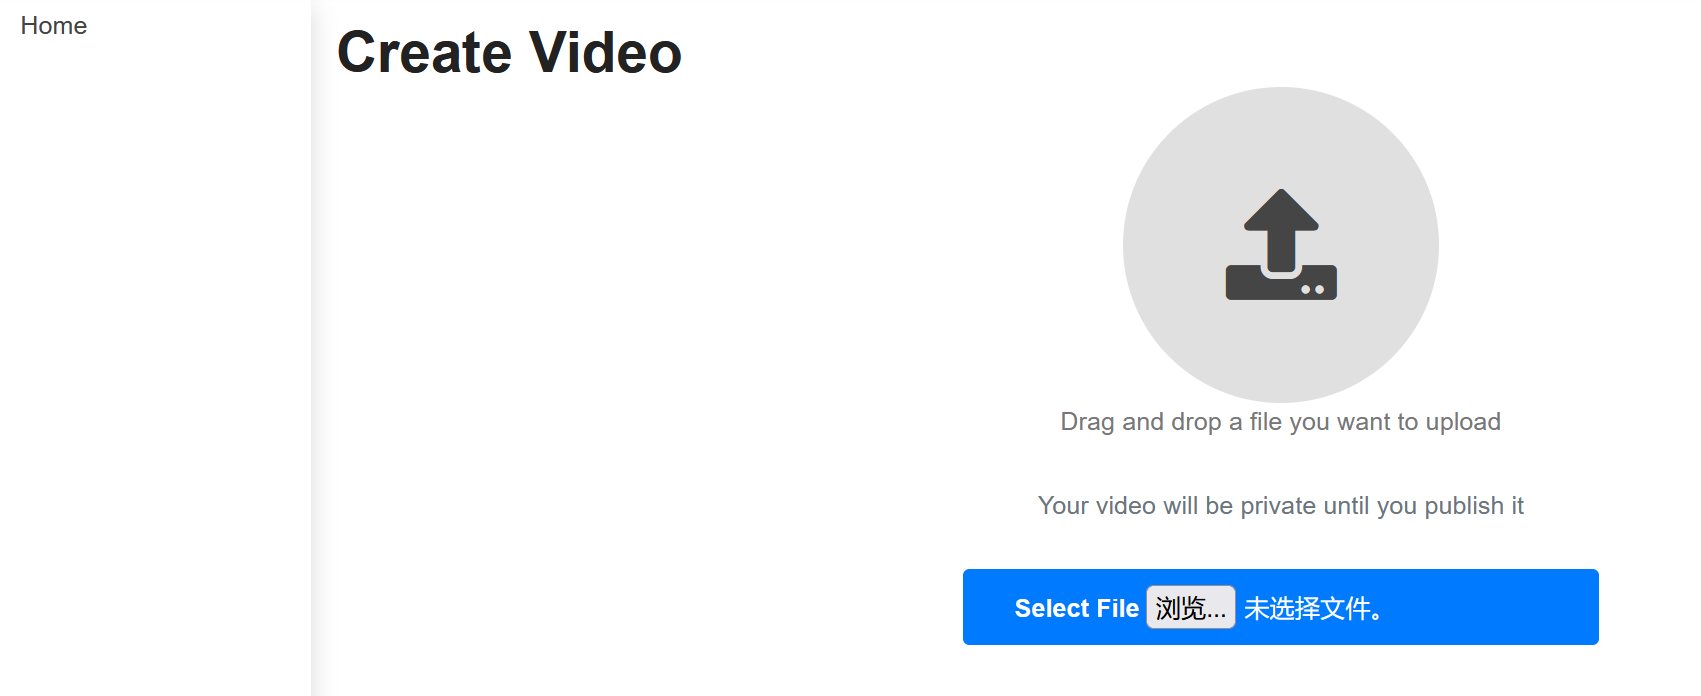 Home
Create Video
Drag and drop a file you want to upload
Your video will be private until you publish it
Select File 浏览... 未选择文件。